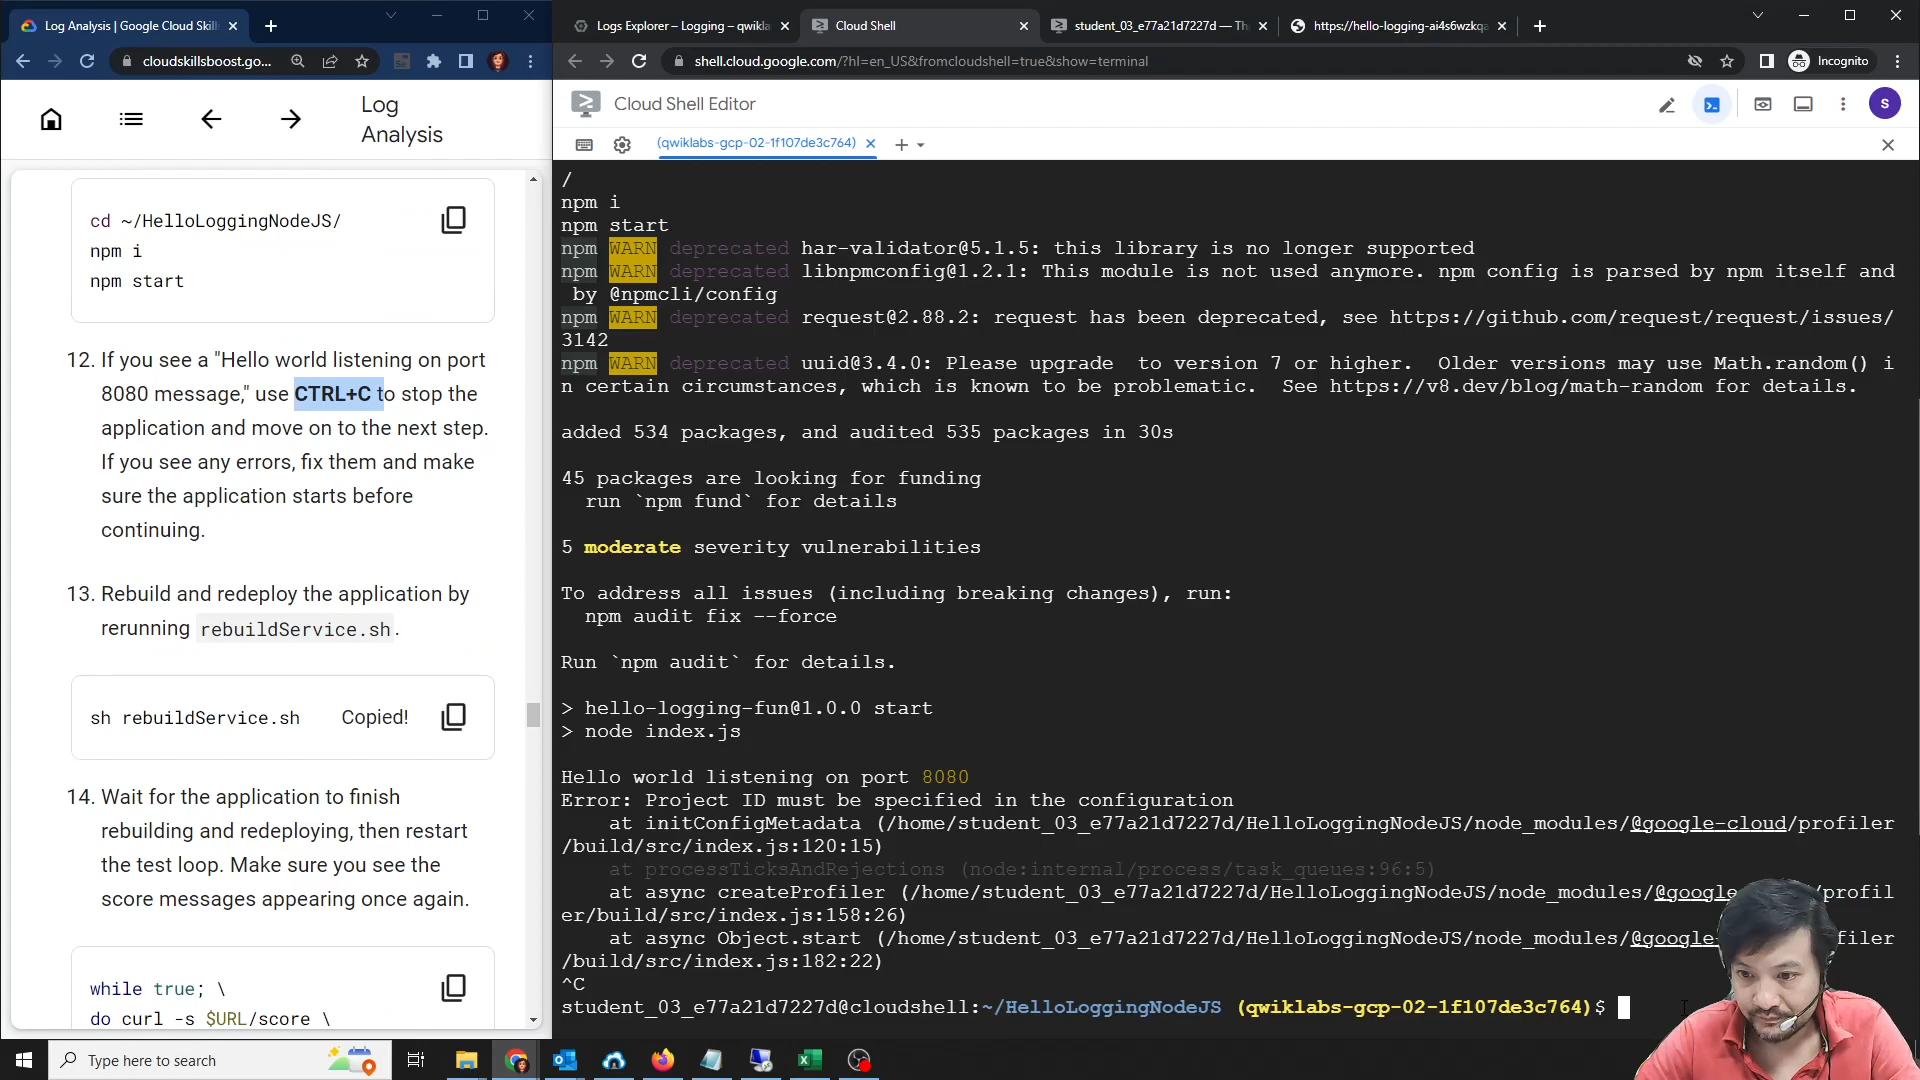 Log Analysis | Google Cloud Skill
cloudskillsboost.go...
Log
Analysis
cd ~/HelloLoggingNodeJS/
npm i
npm start
12. If you see a "Hello world listening on port
8080 message," use CTRL+C to stop the
application and move on to the next step.
If you see any errors, fix them and make
sure the application starts before
continuing.
13. Rebuild and redeploy the application by
rerunning rebuildService.sh.
sh rebuildService.sh Copied!
14. Wait for the application to finish
rebuilding and redeploying, then restart
the test loop. Make sure you see the
score messages appearing once again.
while true; \
do curl -s $URL/score \
Logs Explorer – Logging – qwikla
Cloud Shell
student_03_e77a21d7227d — Th
https://hello-logging-ai4s6wzkqa
shell.cloud.google.com/?hl=en_US&fromcloudshell=true&show=terminal
Incognito
Cloud Shell Editor
S
(qwiklabs-gcp-02-1f107de3c764)
/
npm i
npm start
npm WARN deprecated har-validator@5.1.5: this library is no longer supported
npm WARN deprecated libnpmconfig@1.2.1: This module is not used anymore. npm config is parsed by npm itself and
by @npmcli/config
npm WARN deprecated request@2.88.2: request has been deprecated, see https://github.com/request/request/issues/
3142
npm WARN deprecated uuid@3.4.0: Please upgrade  to version 7 or higher.  Older versions may use Math.random() i
n certain circumstances, which is known to be problematic.  See https://v8.dev/blog/math-random for details.
added 534 packages, and audited 535 packages in 30s
45 packages are looking for funding
run `npm fund` for details
5 moderate severity vulnerabilities
To address all issues (including breaking changes), run:
npm audit fix --force
Run `npm audit` for details.
> hello-logging-fun@1.0.0 start
> node index.js
Hello world listening on port 8080
Error: Project ID must be specified in the configuration
at initConfigMetadata (/home/student_03_e77a21d7227d/HelloLoggingNodeJS/node_modules/@google-cloud/profiler
/build/src/index.js:120:15)
at processTicksAndRejections (node:internal/process/task_queues:96:5)
at async createProfiler (/home/student_03_e77a21d7227d/HelloLoggingNodeJS/node_modules/@google /profil
er/build/src/index.js:158:26)
at async Object.start (/home/student_03_e77a21d7227d/HelloLoggingNodeJS/node_modules/@google filer
/build/src/index.js:182:22)
^C
student_03_e77a21d7227d@cloudshell:~/HelloLoggingNodeJS (qwiklabs-gcp-02-1f107de3c764)$
Type here to search